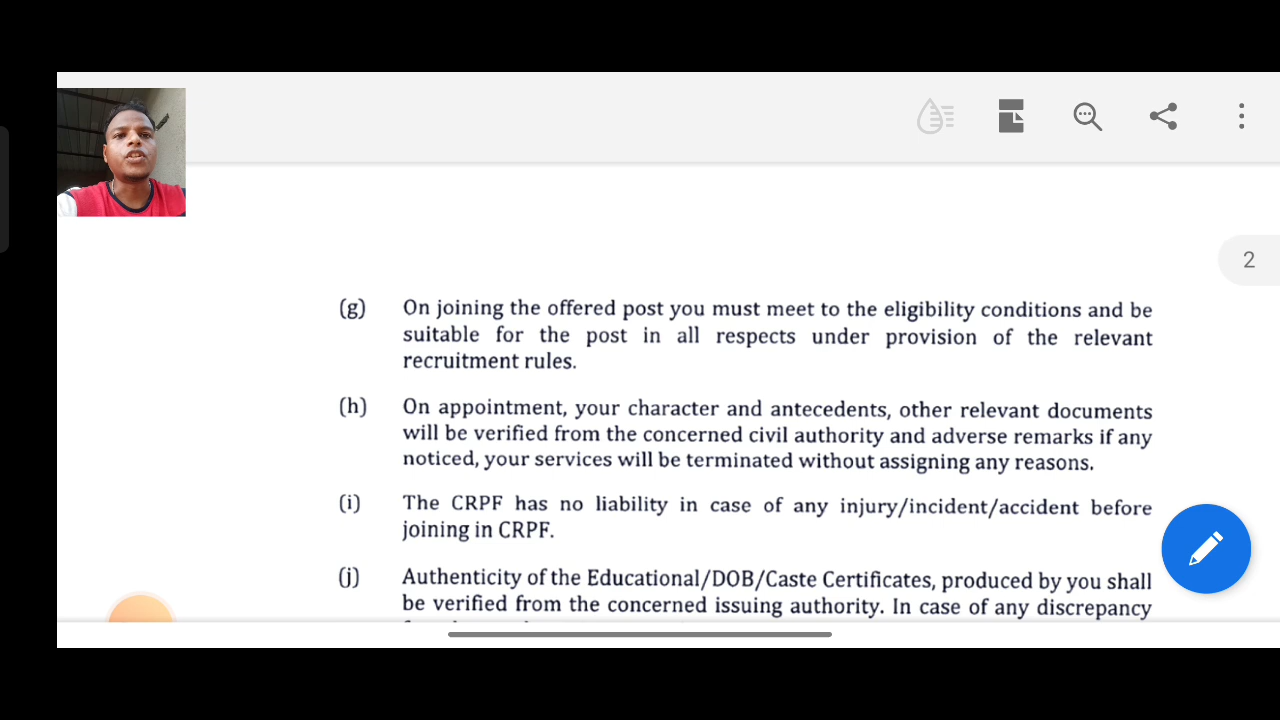 2
(g) On joining the offered post you must meet to the eligibility conditions and be
suitable for the post in all respects under provision of the relevant
recruitment rules.
(h) On appointment, your character and antecedents, other relevant documents
will be verified from the concerned civil authority and adverse remarks if any
noticed, your services will be terminated without assigning any reasons.
(i) The CRPF has no liability in case of any injury/incident/accident before
joining in CRPF.
(j) Authenticity of the Educational/DOB/Caste Certificates, produced by you shall
be verified from the concerned issuing authority. In case of any discrepancy